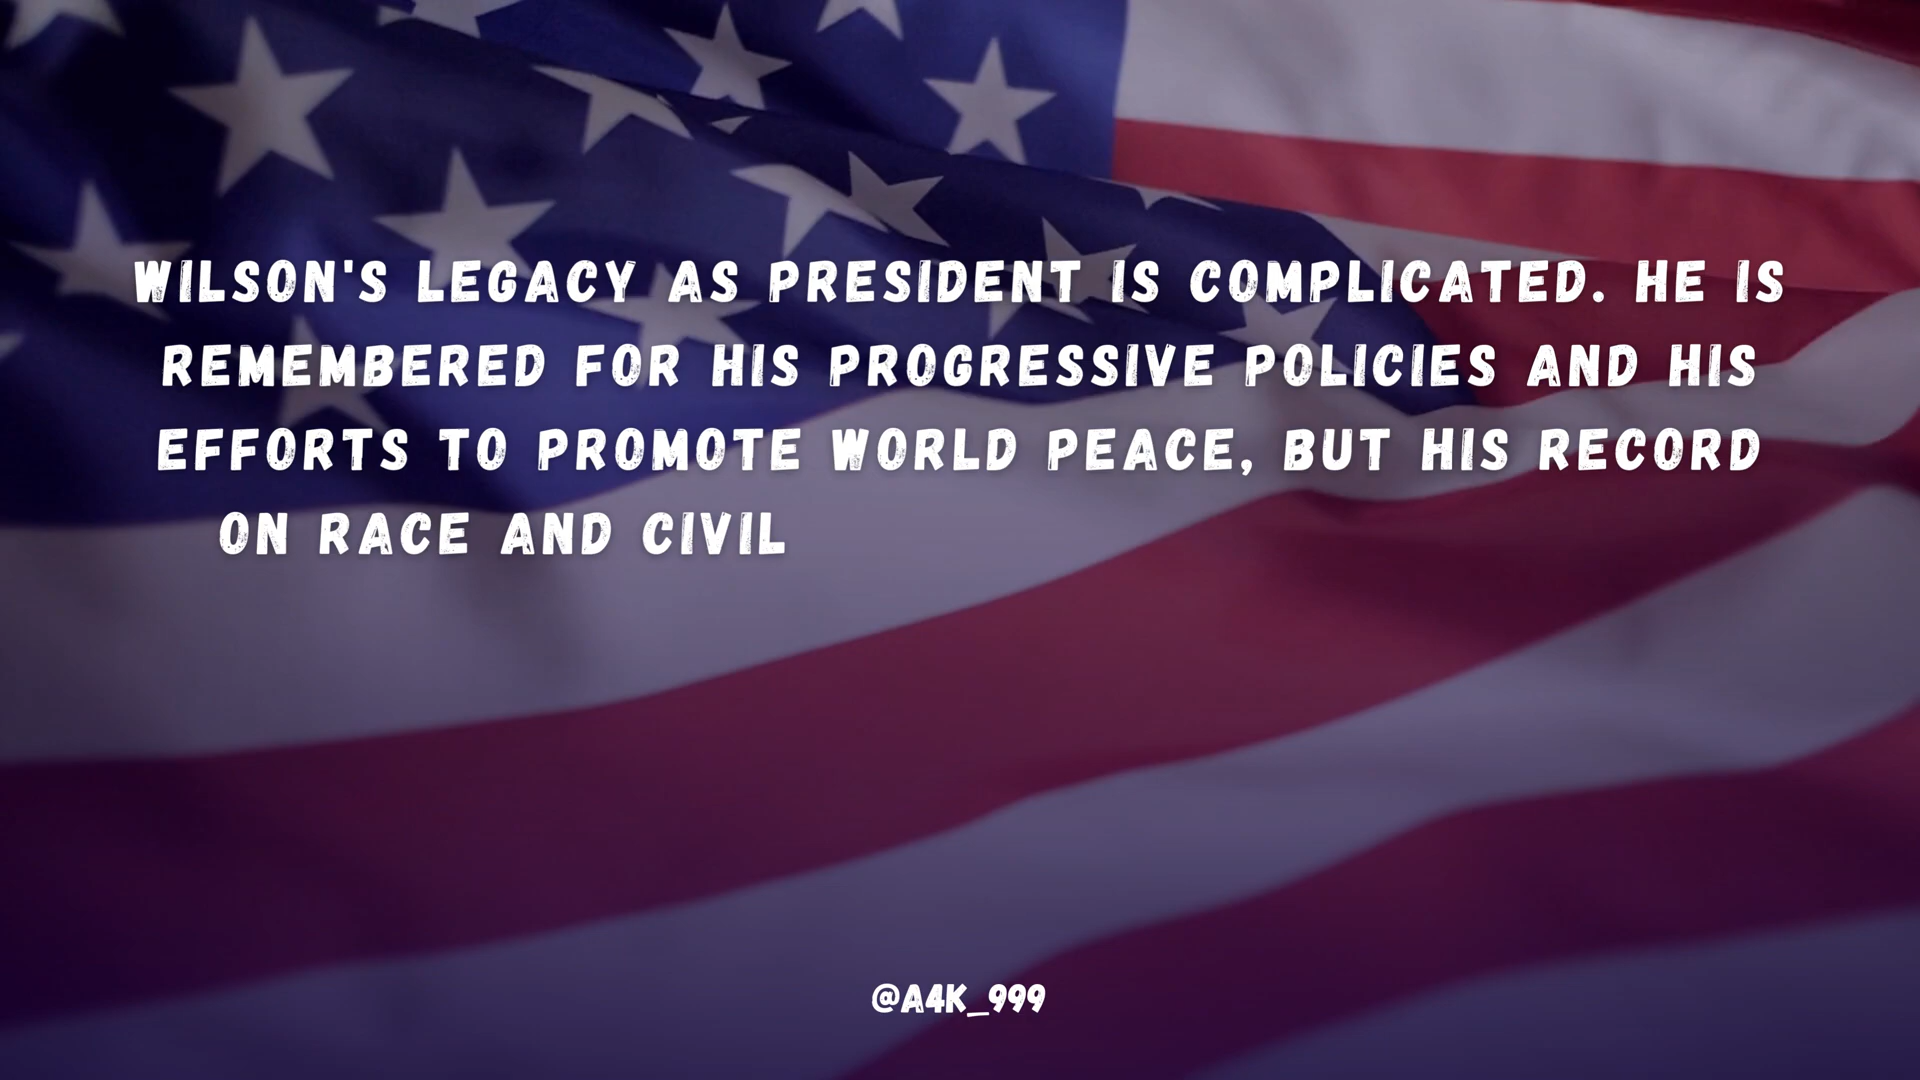 WILSON'S LEGACY AS PRESIDENT IS COMPLICATED. HE IS
REMEMBERED FOR HIS PROGRESSIVE POLICIES AND HIS
EFFORTS TO PROMOTE WORLD PEACE, BUT HIS RECORD
ON RACE AND CIVIL
@A4K_999